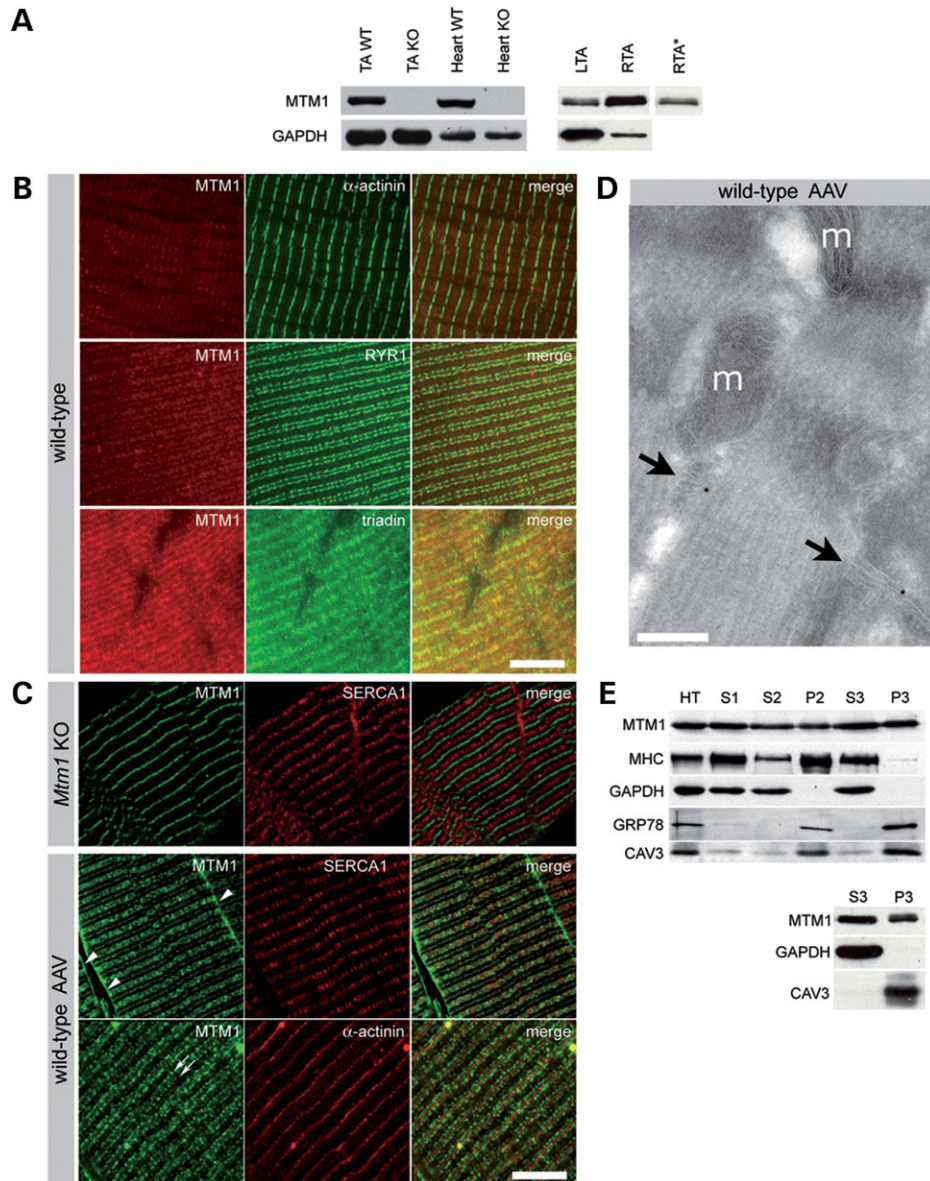 A
TA WT
TA KO
Heart WT
Heart KO
LTA
RTA
RTA*
MTM1
GAPDH
B
wild-type
MTM1
α-actinin
merge
MTM1
RYR1
merge
MTM1
triadin
merge
D
wild-type AAV
m
m
C
Mtm1 KO
MTM1
SERCA1
merge
wild-type AAV
MTM1
SERCA1
merge
MTM1
α-actinin
merge
E
HT S1 S2 P2 S3 P3
MTM1
MHC
GAPDH
GRP78
CAV3
S3 P3
MTM1
GAPDH
CAV3